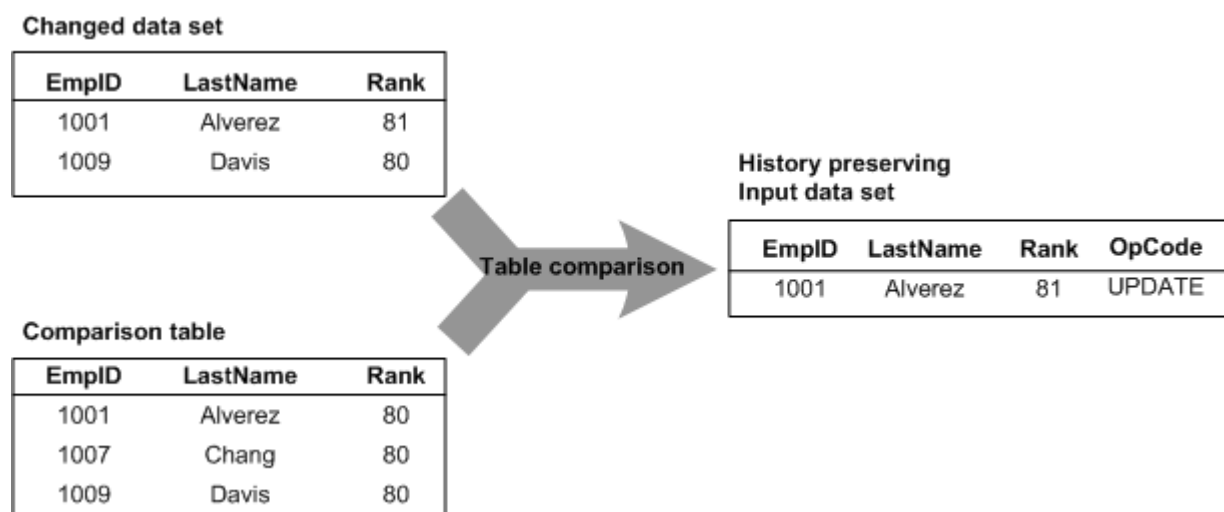 Changed data set
EmpID LastName Rank
1001 Alverez 81
1009 Davis 80
Table comparison
Comparison table
EmpID LastName Rank
1001 Alverez 80
1007 Chang 80
1009 Davis 80
History preserving
Input data set
EmpID LastName Rank OpCode
1001 Alverez 81 UPDATE